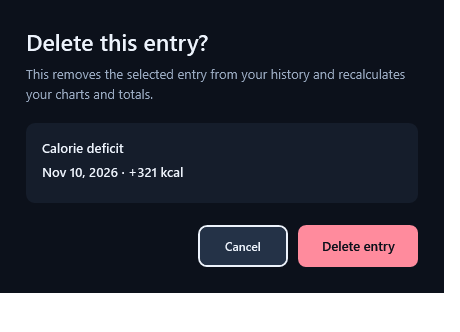 Delete this entry?
This removes the selected entry from your history and recalculates
your charts and totals.
Calorie deficit
Nov 10, 2026 · +321 kcal
Cancel
Delete entry